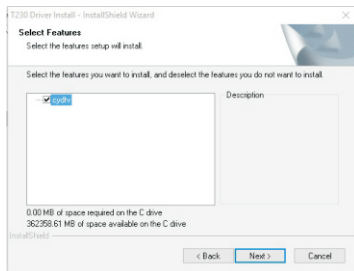 T230 Driver Install - InstallShield Wizard
Select Features
Select the features setup will install.
Select the features you want to install, and deselect the features you do not want to install.
cydhr
Description
0.00 MB of space required on the C drive
362358.61 MB of space available on the C drive
InstallShield
< Back
Next >
Cancel